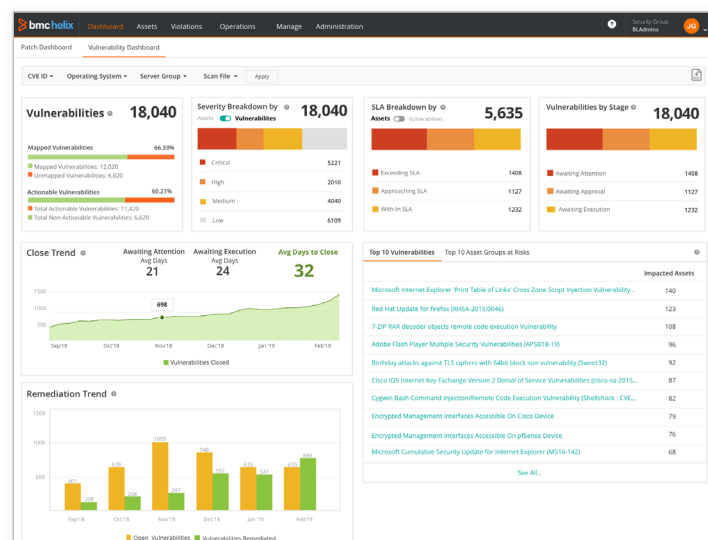 bmc helix Dashboard Assets Violations Operations Manage Administration
Security Group:
BLAdmins
JG
Patch Dashboard Vulnerability Dashboard
CVE ID Operating System Server Group Scan File Apply
Vulnerabilities 18,040
Mapped Vulnerabilities 66.33%
Mapped Vulnerabilities: 12,020
Unmapped Vulnerabilities: 6,020
Actionable Vulnerabilities 60.21%
Total Actionable Vulnerabilities: 11,420
Total Non-Actionable Vulnerabilities: 6,620
Severity Breakdown by 18,040
Assets Vulnerabilites
Critical 5221
High 2010
Medium 4040
Low 6109
SLA Breakdown by 5,635
Assets Vulnerabilities
Exceeding SLA 1408
Approaching SLA 1127
With-In SLA 1232
Vulnerabilities by Stage 18,040
Awaiting Attention 1408
Awaiting Approval 1127
Awaiting Execution 1232
Close Trend
Awaiting Attention
Avg Days
21
Awaiting Execution
Avg Days
24
Avg Days to Close
32
1500
1000
500
698
Sep'18 Oct'18 Nov'18 Dec'18 Jan '19 Feb'19
Vulnerabilities Closed
Top 10 Vulnerabilities Top 10 Asset Groups at Risks
Impacted Assets
Microsoft Internet Explorer 'Print Table of Links' Cross Zone Script Injection Vulnerability... 140
Red Hat Update for firefox (RHSA-2015:0046) 123
7-ZIP RAR decoder objects remote code execution Vulnerability 108
Adobe Flash Player Multiple Security Vulnerabilities (APSB18-19) 96
Birthday attacks against TLS ciphers with 64bit block size vulnerability (Sweet32) 92
Cisco IOS Internet Key Exchange Version 2 Denial of Service Vulnerabilities (cisco-sa-2015... 87
Cygwin Bash Command Injection/Remote Code Execution Vulnerability (Shellshock : CVE... 82
Encrypted Management Interfaces Accessible On Cisco Device 79
Encrypted Management Interfaces Accessible On pfSense Device 76
Microsoft Cumulative Security Update for Internet Explorer (MS16-142) 68
See All...
Remediation Trend
1500
1000
500
401 208
639 208
1005 247
748 557
635 541
635 686
Sep'18 Oct'18 Nov'18 Dec'18 Jan '19 Feb'19
Open Vulnerabilities Vulnerabilities Remediated